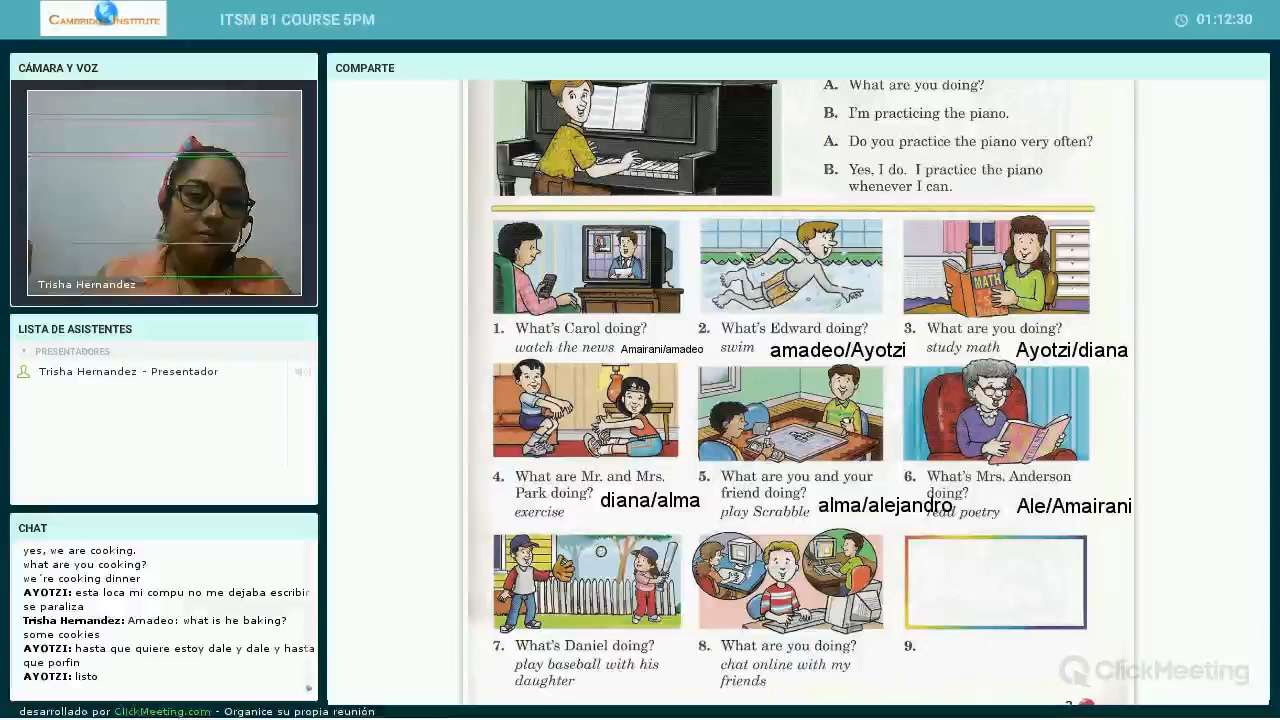 CAMBRIDGE INSTITUTE
ITSM B1 COURSE 5PM
01:12:30
CÁMARA Y VOZ
Trisha Hernandez
LISTA DE ASISTENTES
PRESENTADORES
Trisha Hernandez - Presentador
CHAT
yes, we are cooking.
what are you cooking?
we´re cooking dinner
AYOTZI: esta loca mi compu no me dejaba escribir
se paraliza
Trisha Hernandez: Amadeo: what is he baking?
some cookies
AYOTZI: hasta que quiere estoy dale y dale y hasta
que porfin
AYOTZI: listo
COMPARTE
A. What are you doing?
B. I'm practicing the piano.
A. Do you practice the piano very often?
B. Yes, I do. I practice the piano
whenever I can.
MATH
1. What's Carol doing?
watch the news Amairani/amadeo
2. What's Edward doing?
swim amadeo/Ayotzi
3. What are you doing?
study math Ayotzi/diana
4. What are Mr. and Mrs.
Park doing? diana/alma
exercise
5. What are you and your
friend doing?
play Scrabble alma/alejandro
6. What's Mrs. Anderson
doing?
read poetry Ale/Amairani
7. What's Daniel doing?
play baseball with his
daughter
8. What are you doing?
chat online with my
friends
9.
ClickMeeting
desarrollado por ClickMeeting.com - Organice su propia reunión